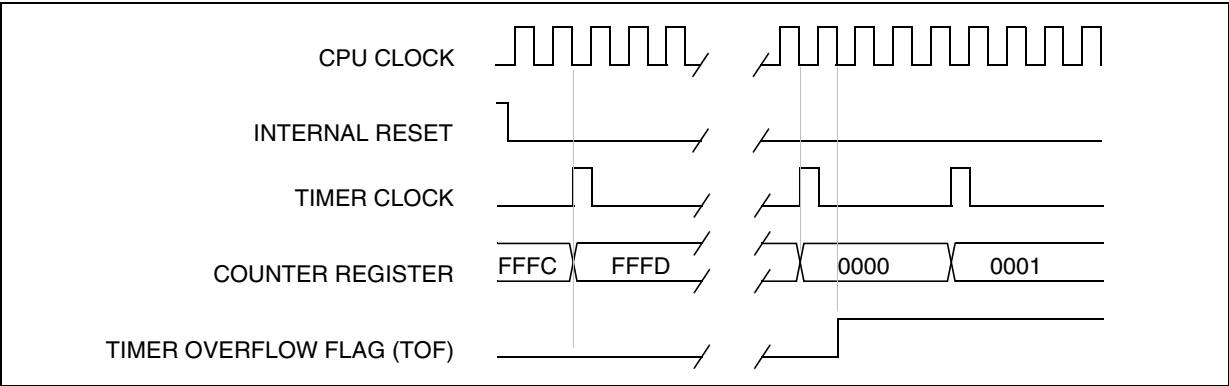 CPU CLOCK
INTERNAL RESET
TIMER CLOCK
COUNTER REGISTER FFFC FFFD 0000 0001
TIMER OVERFLOW FLAG (TOF)